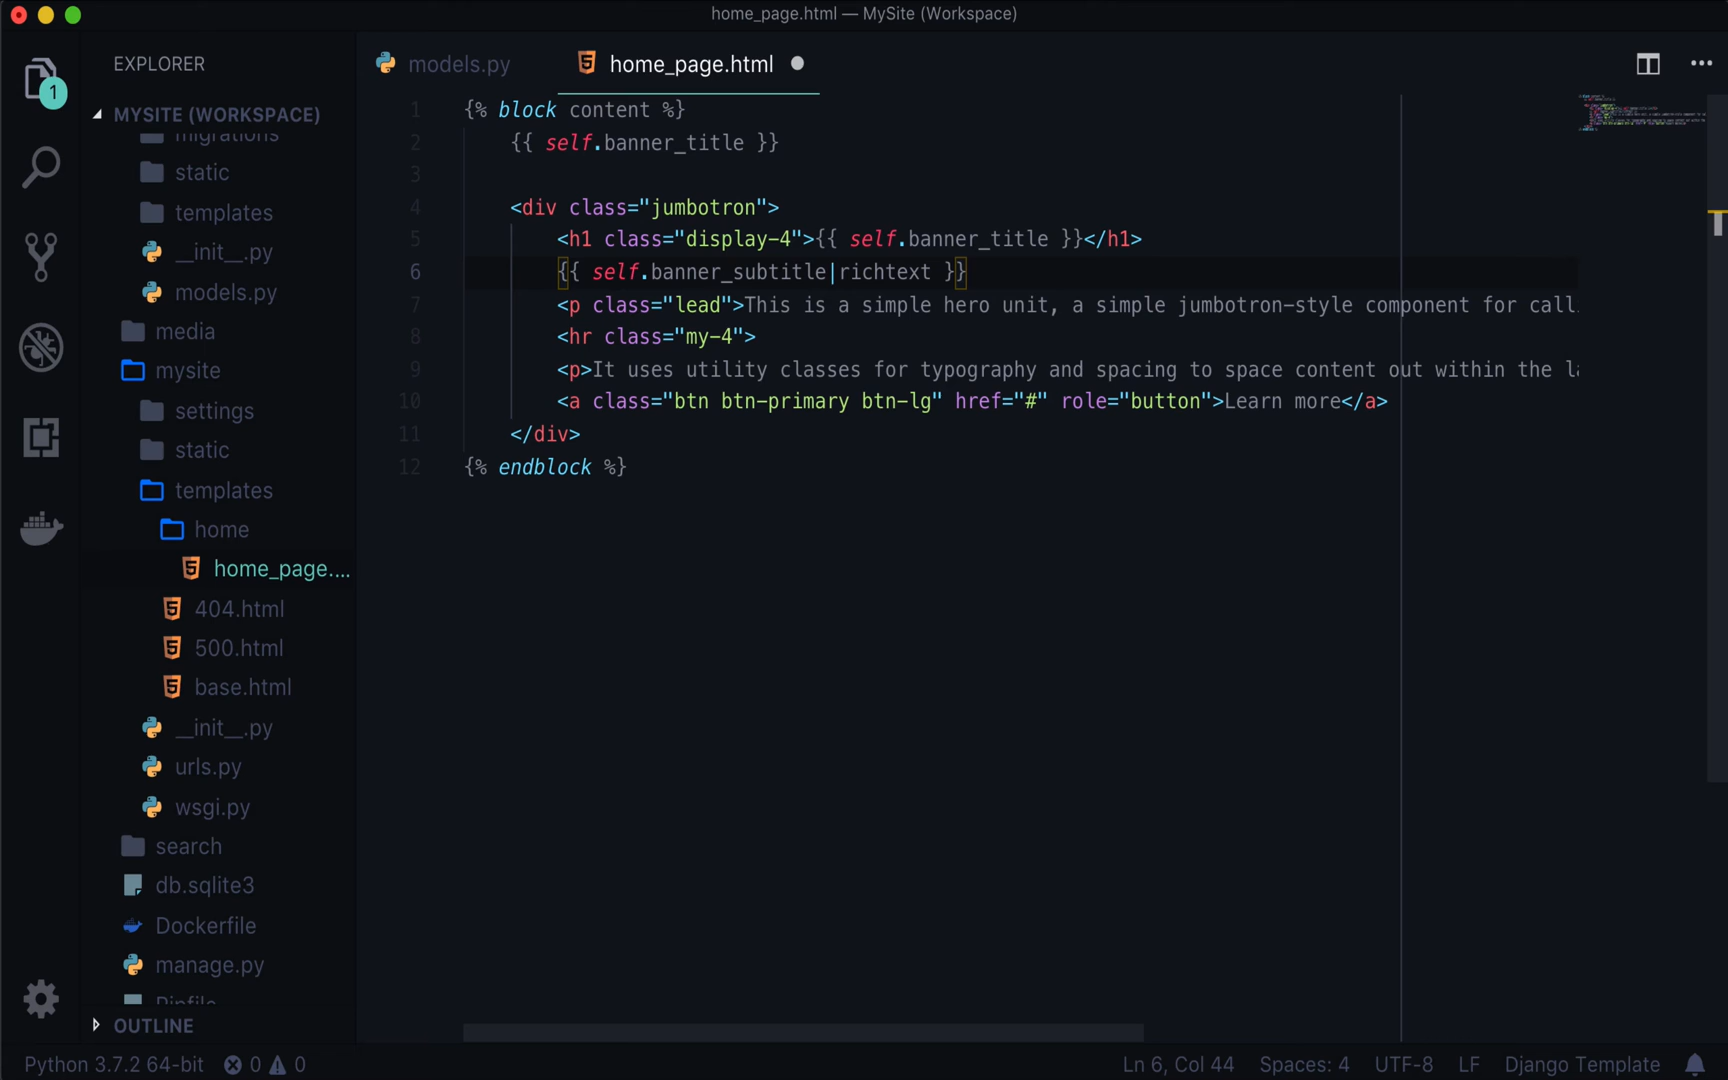 home_page.html — MySite (Workspace)
EXPLORER
models.py
home_page.html
1
MYSITE (WORKSPACE)
migrations
static
templates
__init__.py
models.py
media
mysite
settings
static
templates
home
home_page....
404.html
500.html
base.html
__init__.py
urls.py
wsgi.py
search
db.sqlite3
Dockerfile
manage.py
Pipfile
OUTLINE
1 {% block content %}
2 {{ self.banner_title }}
3
4 <div class="jumbotron">
5 <h1 class="display-4">{{ self.banner_title }}</h1>
6 {{ self.banner_subtitle|richtext }}
7 <p class="lead">This is a simple hero unit, a simple jumbotron-style component for call
8 <hr class="my-4">
9 <p>It uses utility classes for typography and spacing to space content out within the la
10 <a class="btn btn-primary btn-lg" href="#" role="button">Learn more</a>
11 </div>
12 {% endblock %}
Python 3.7.2 64-bit 0 0
Ln 6, Col 44 Spaces: 4 UTF-8 LF Django Template